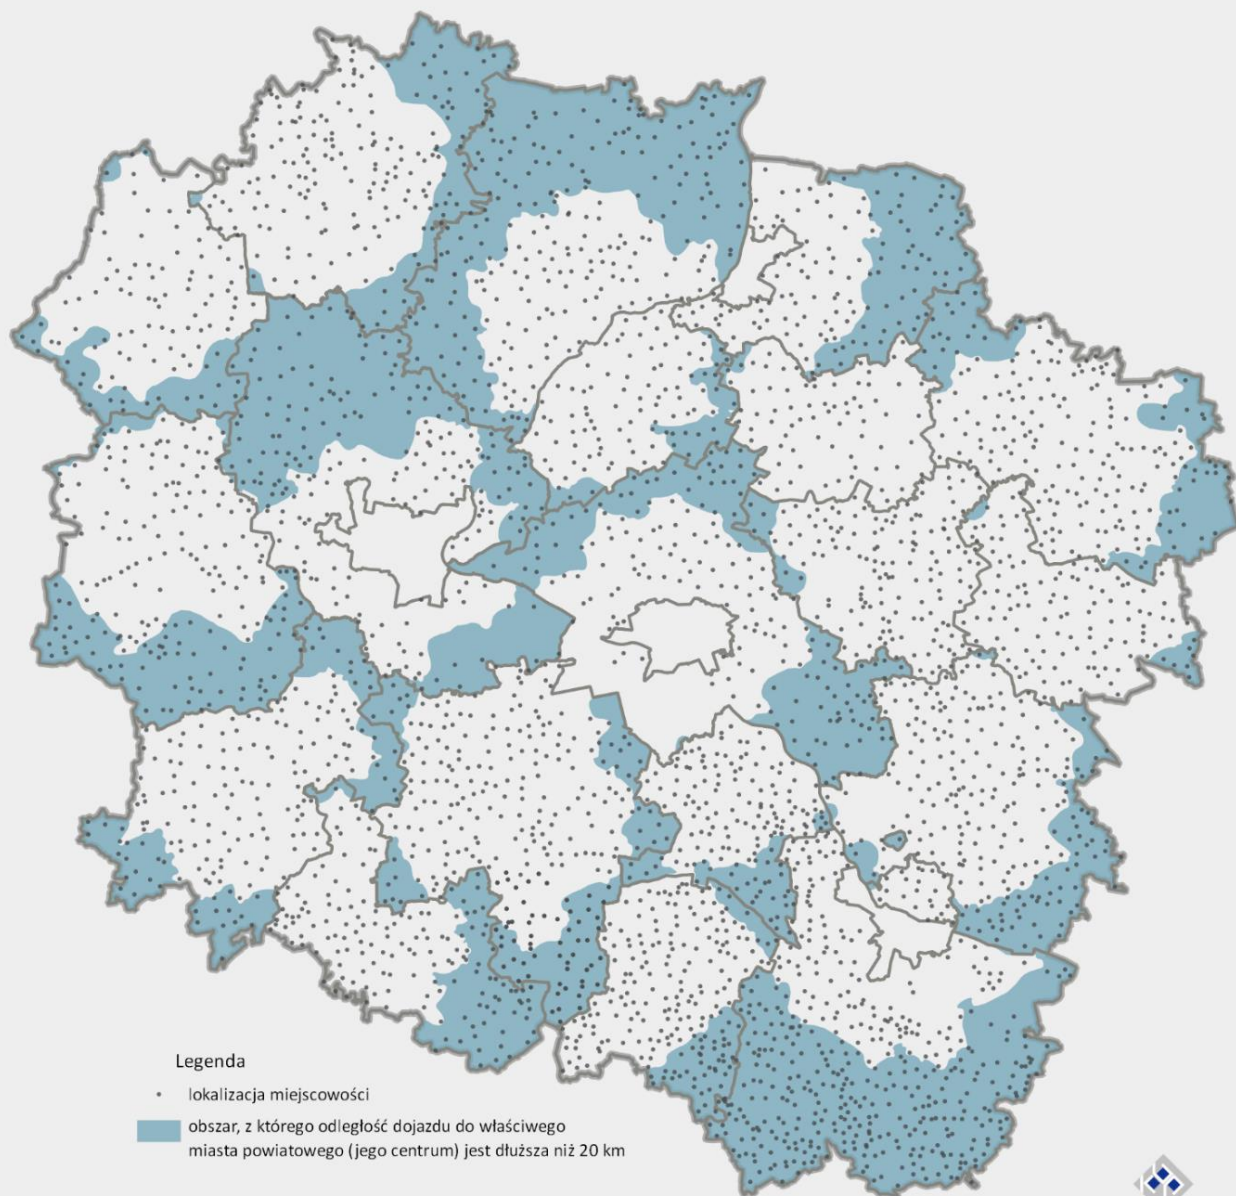 Legenda
lokalizacja miejscowości
obszar, z którego odległość dojazdu do właściwego
miasta powiatowego (jego centrum) jest dłuższa niż 20 km